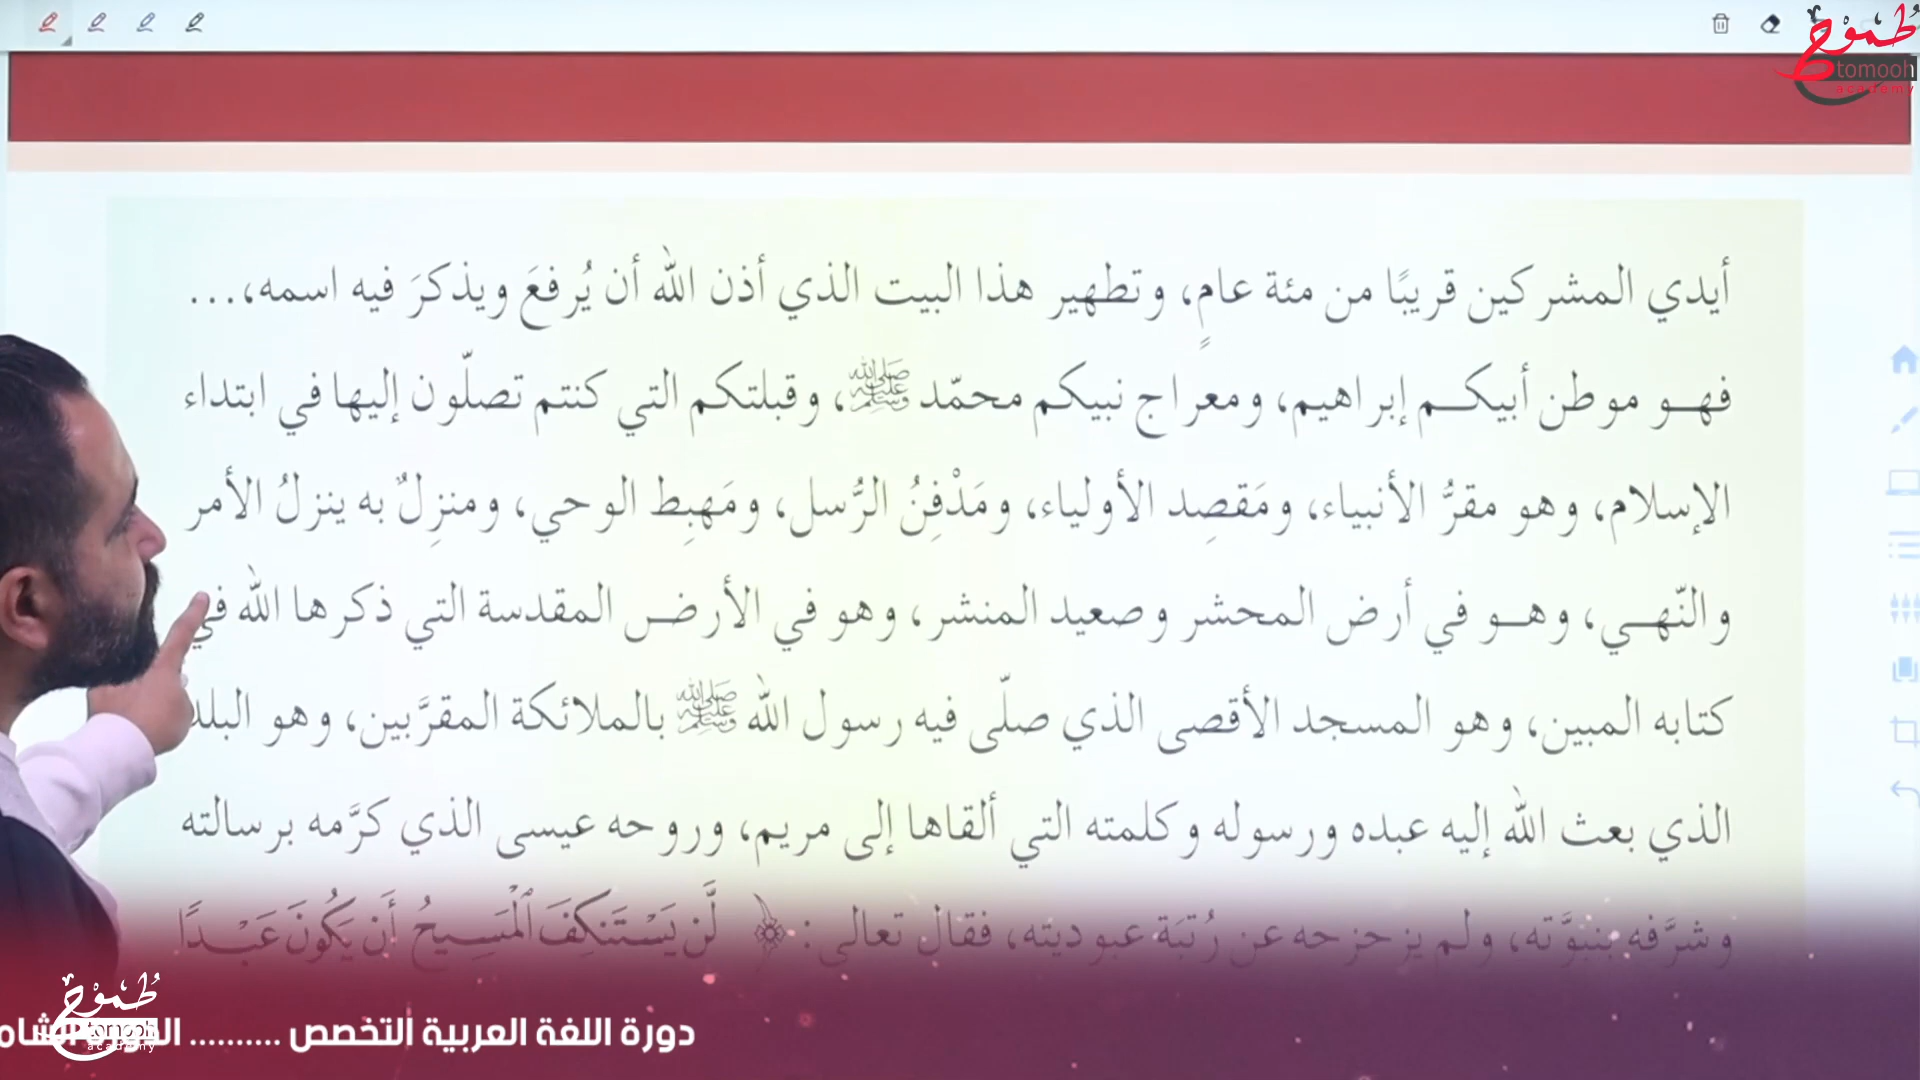 طموح
tomooh
academy
أيدي المشركين قريبًا من مئة عامٍ، وتطهير هذا البيت الذي أذن الله أن يُرفعَ ويذكرَ فيه اسمه،...
فهو موطن أبيكم إبراهيم، ومعراج نبيكم محمّد ﷺ، وقبلتكم التي كنتم تصلّون إليها في ابتداء
الإسلام، وهو مقرُّ الأنبياء، ومَقصِد الأولياء، ومَدْفِنُ الرُّسل، ومَهبِط الوحي، ومنزِلٌ به ينزلُ الأمر
والنّهي، وهو في أرض المحشر وصعيد المنشر، وهو في الأرض المقدسة التي ذكرها الله في
كتابه المبين، وهو المسجد الأقصى الذي صلّى فيه رسول الله ﷺ بالملائكة المقرَّبين، وهو البلد
الذي بعث الله إليه عبده ورسوله وكلمته التي ألقاها إلى مريم، وروحه عيسى الذي كرَّمه برسالته
وشرَّفه بنبوَّته، ولم يزحزحه عن رُتبَة عبوديته، فقال تعالى: ﴿ لَّن يَسْتَنكِفَ ٱلْمَسِيحُ أَن يَكُونَ عَبْدًا
طموح
tomooh
academy
دورة اللغة العربية التخصص ..........